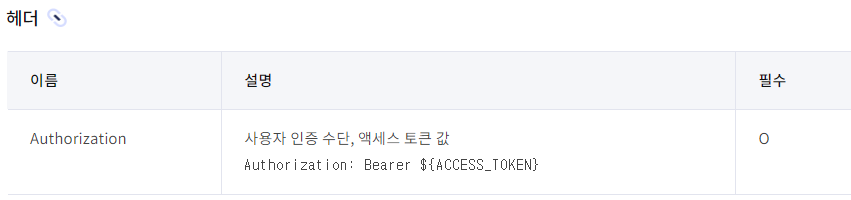 헤더
이름 설명 필수
Authorization 사용자 인증 수단, 액세스 토큰 값 O
Authorization: Bearer ${ACCESS_TOKEN}